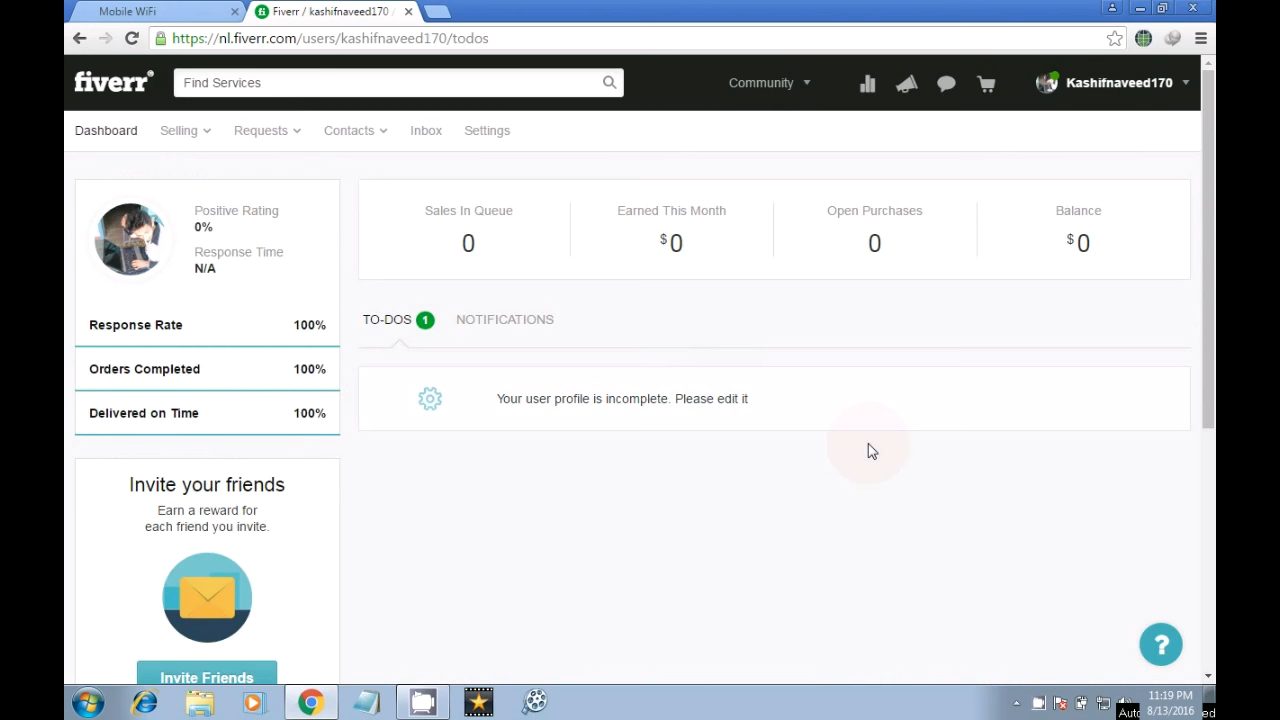 Mobile WiFi
Fiverr / kashifnaveed170
https://nl.fiverr.com/users/kashifnaveed170/todos
fiverr®
Find Services
Community
Kashifnaveed170
Dashboard Selling Requests Contacts Inbox Settings
Positive Rating
0%
Response Time
N/A
Response Rate 100%
Orders Completed 100%
Delivered on Time 100%
Sales In Queue
0
Earned This Month
$0
Open Purchases
0
Balance
$0
TO-DOS 1 NOTIFICATIONS
Your user profile is incomplete. Please edit it
Invite your friends
Earn a reward for
each friend you invite.
Invite Friends
?
11:19 PM
8/13/2016